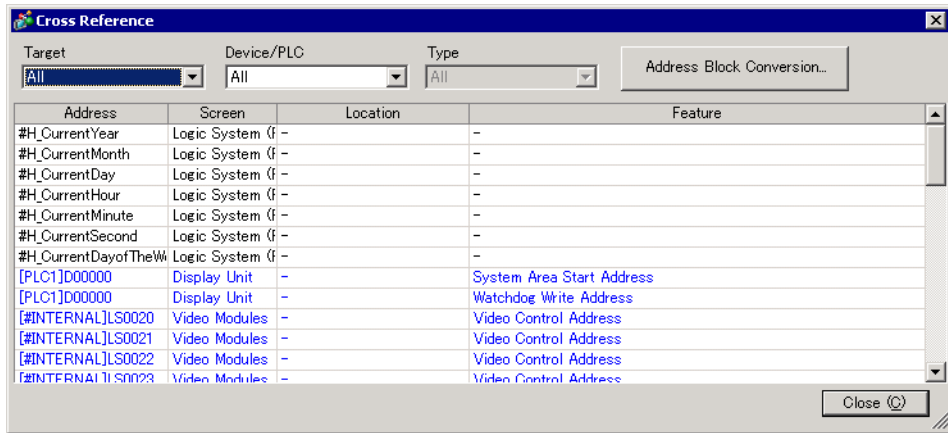 Cross Reference
Target Device/PLC Type
All All All Address Block Conversion...
Address Screen Location Feature
#H_CurrentYear Logic System (F - -
#H_CurrentMonth Logic System (F - -
#H_CurrentDay Logic System (F - -
#H_CurrentHour Logic System (F - -
#H_CurrentMinute Logic System (F - -
#H_CurrentSecond Logic System (F - -
#H_CurrentDayofTheW Logic System (F - -
[PLC1]D00000 Display Unit - System Area Start Address
[PLC1]D00000 Display Unit - Watchdog Write Address
[#INTERNAL]LS0020 Video Modules - Video Control Address
[#INTERNAL]LS0021 Video Modules - Video Control Address
[#INTERNAL]LS0022 Video Modules - Video Control Address
[#INTERNAL]LS0023 Video Modules - Video Control Address
Close (C)